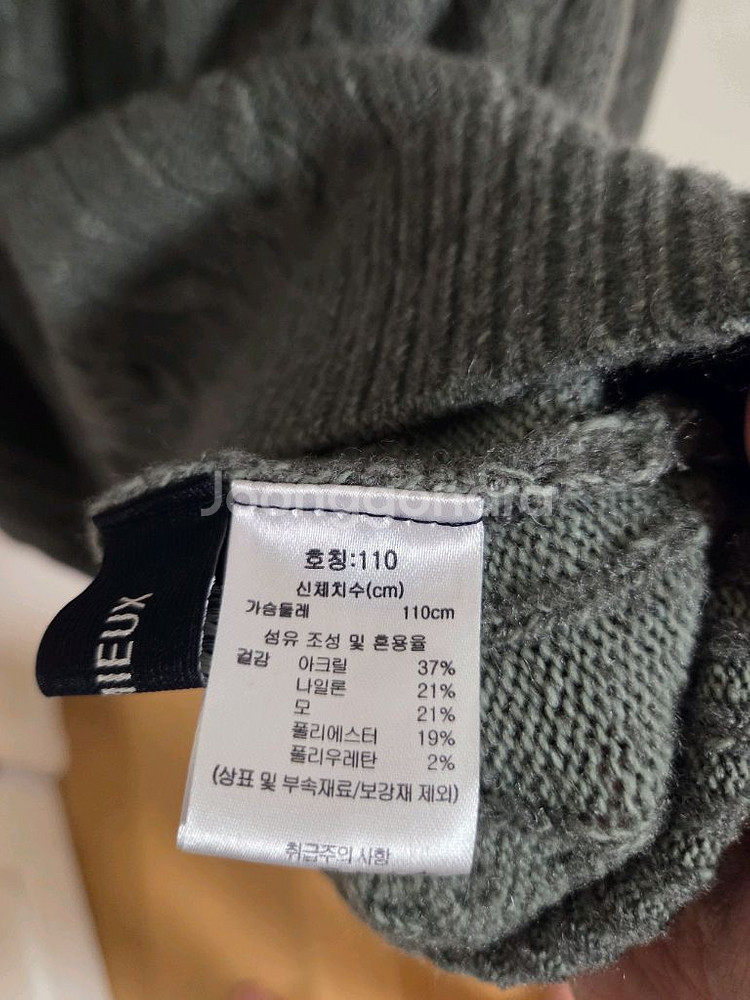 Joonggonara
호칭:110
신체치수(cm)
가슴둘레 110cm
섬유 조성 및 혼용율
겉감 아크릴 37%
나일론 21%
모 21%
폴리에스터 19%
폴리우레탄 2%
(상표 및 부속재료/보강재 제외)
취급주의 사항
IEUX